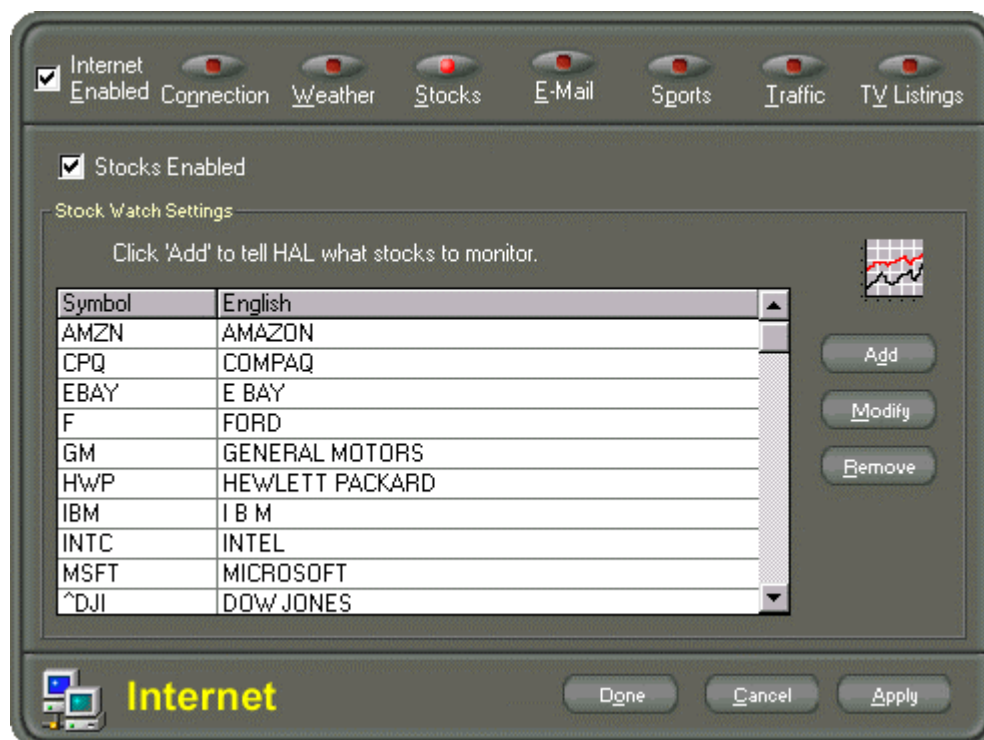 Internet Enabled
Connection
Weather
Stocks
E-Mail
Sports
Traffic
TV Listings
Stocks Enabled
Stock Watch Settings
Click 'Add' to tell HAL what stocks to monitor.
Symbol English
AMZN AMAZON
CPQ COMPAQ
EBAY E BAY
F FORD
GM GENERAL MOTORS
HWP HEWLETT PACKARD
IBM I B M
INTC INTEL
MSFT MICROSOFT
^DJI DOW JONES
Add
Modify
Remove
Internet
Done
Cancel
Apply